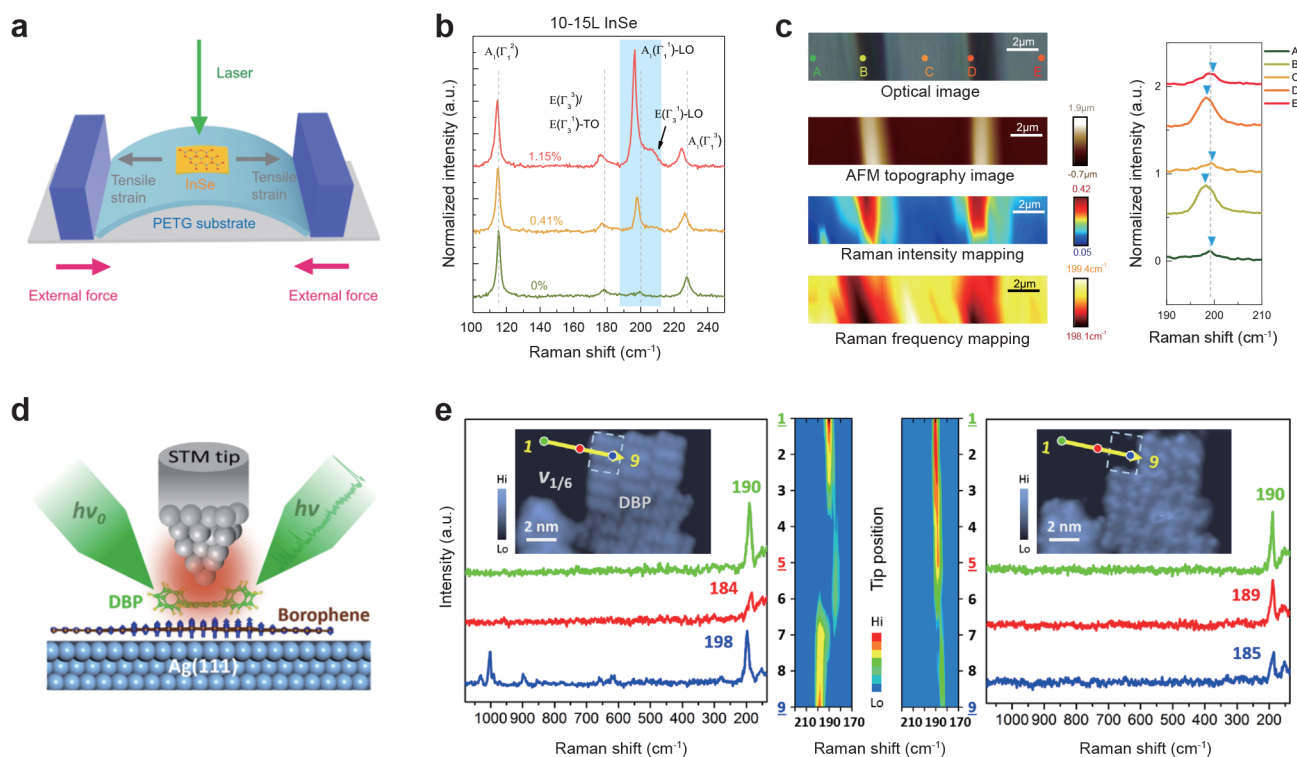 a
Laser
Tensile
strain
InSe
Tensile
strain
PETG substrate
External force
External force
b
10-15L InSe
Normalized intensity (a.u.)
A₁(Γ₁²)
A₁(Γ₁¹)-LO
E(Γ₃³)/
E(Γ₃¹)-TO
E(Γ₃¹)-LO
A₁(Γ₁³)
1.15%
0.41%
0%
100 120 140 160 180 200 220 240
Raman shift (cm⁻¹)
c
2μm
A B C D
Optical image
1.9μm
2μm
-0.7μm
AFM topography image
0.42
2μm
0.05
Raman intensity mapping
199.4cm⁻¹
2μm
198.1cm⁻¹
Raman frequency mapping
Normalized intensity (a.u.)
2
1
0
A
B
C
D
E
190 195 200 205 210
Raman shift (cm⁻¹)
d
STM tip
hν₀
hν
DBP
Borophene
Ag(111)
e
Intensity (a.u.)
1
9
ν₁/₆
DBP
Hi
Lo
2 nm
190
184
198
1000 900 800 700 600 500 400 300 200
Raman shift (cm⁻¹)
1
2
3
4
5
6
7
8
9
210 190 170
Tip position
Hi
Lo
Raman shift (cm⁻¹)
1
2
3
4
5
6
7
8
9
210 190 170
1
9
Hi
Lo
2 nm
190
189
185
1000 900 800 700 600 500 400 300 200
Raman shift (cm⁻¹)